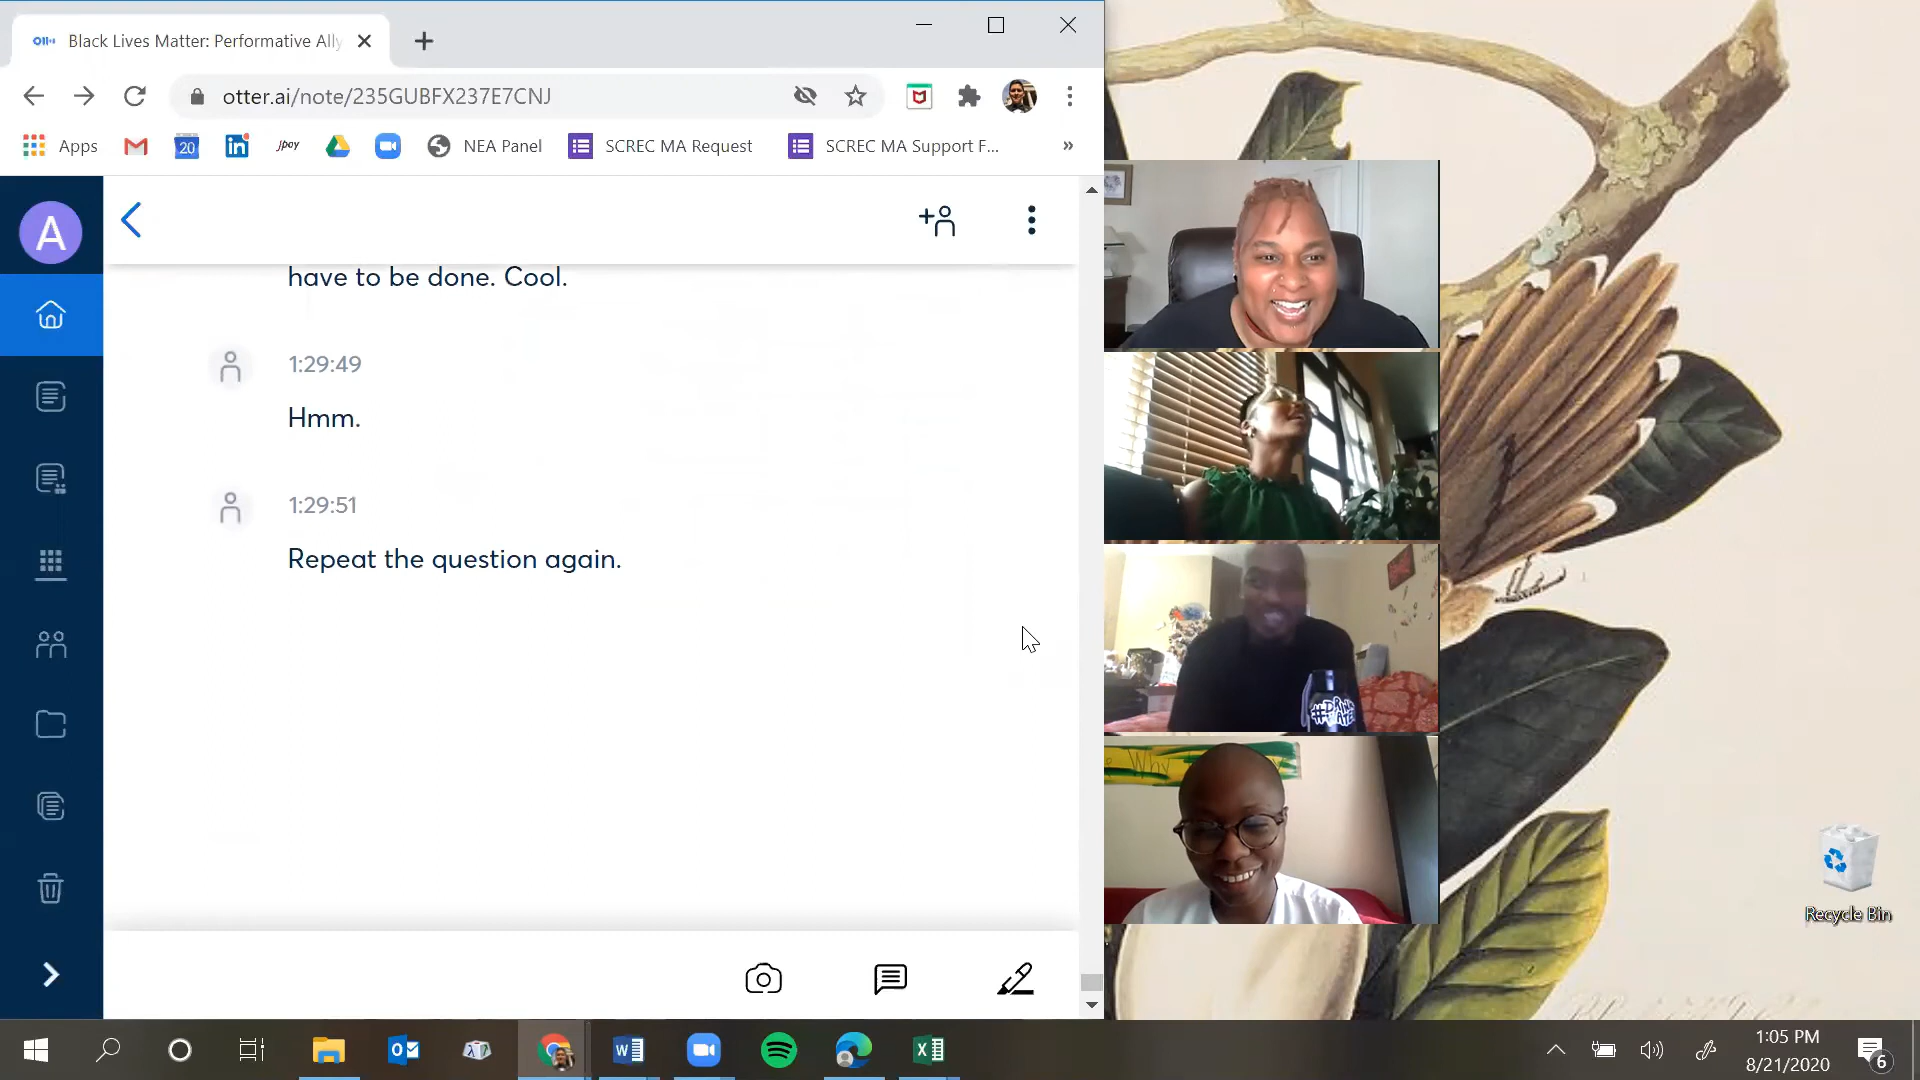 Black Lives Matter: Performative Ally
otter.ai/note/235GUBFX237E7CNJ
Apps
20
JPay
NEA Panel
SCREC MA Request
SCREC MA Support F...
A
have to be done. Cool.
1:29:49
Hmm.
1:29:51
Repeat the question again.
Why
Recycle Bin
1:05 PM
8/21/2020
6